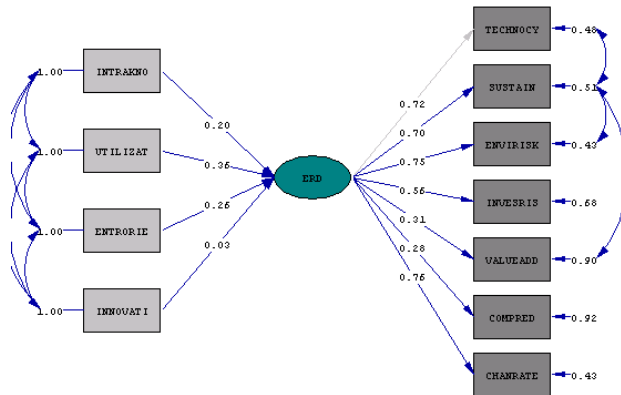 TECHNOCY
0.48
1.00
INTRAKNO
SUSTAIN
0.51
0.72
0.20
0.70
UTILIZAT
1.00
0.75
ENVIRISK
0.43
0.35
ERD
0.55
INVESRIS
0.68
ENTRORIE
1.00
0.25
0.31
0.03
0.28
VALUEADD
0.90
INNOVATI
1.00
0.75
COMPRED
0.92
CHANRATE
0.43